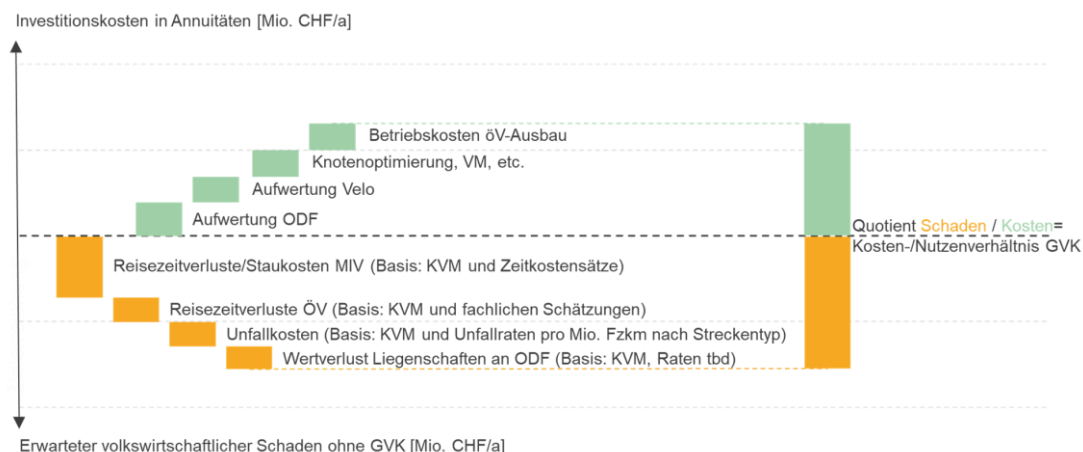 Investitionskosten in Annuitäten [Mio. CHF/a]
Betriebskosten öV-Ausbau
Knotenoptimierung, VM, etc.
Aufwertung Velo
Aufwertung ODF
Quotient Schaden / Kosten=
Kosten-/Nutzenverhältnis GVK
Reisezeitverluste/Staukosten MIV (Basis: KVM und Zeitkostensätze)
Reisezeitverluste ÖV (Basis: KVM und fachlichen Schätzungen)
Unfallkosten (Basis: KVM und Unfallraten pro Mio. Fzkm nach Streckentyp)
Wertverlust Liegenschaften an ODF (Basis: KVM, Raten tbd)
Erwarteter volkswirtschaftlicher Schaden ohne GVK [Mio. CHF/a]